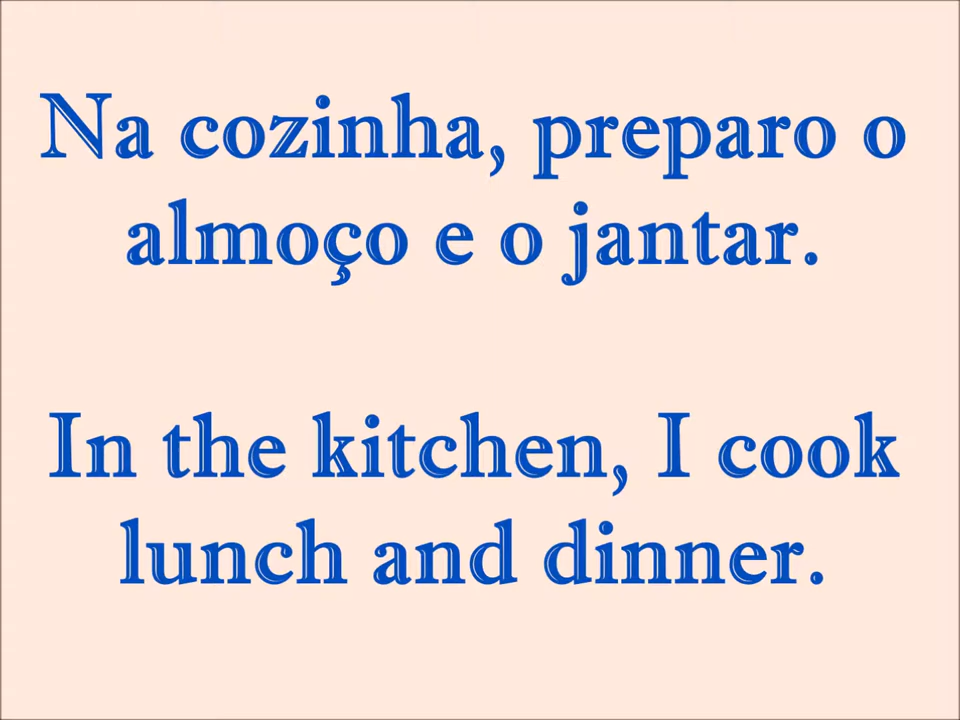 Na cozinha, preparo o
almoço e o jantar.
In the kitchen, I cook
lunch and dinner.